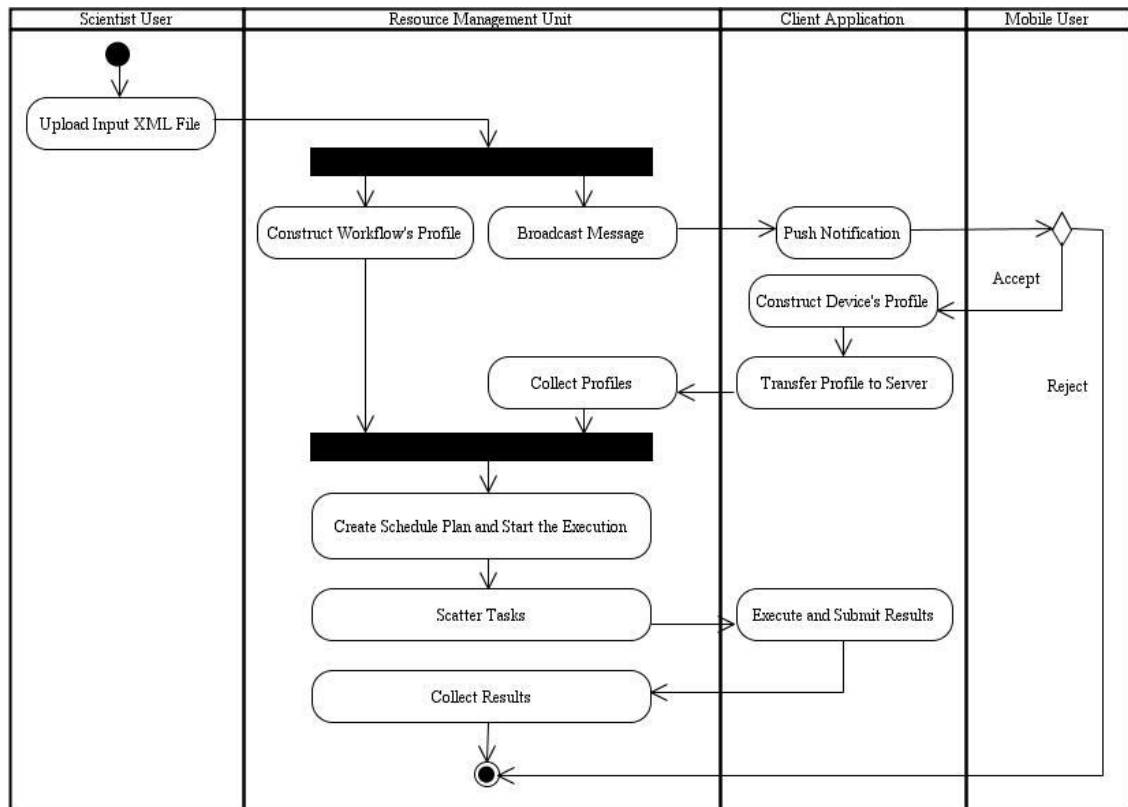 Scientist User
Resource Management Unit
Client Application
Mobile User
Upload Input XML File
Construct Workflow's Profile
Broadcast Message
Push Notification
Accept
Construct Device's Profile
Collect Profiles
Transfer Profile to Server
Reject
Create Schedule Plan and Start the Execution
Scatter Tasks
Execute and Submit Results
Collect Results